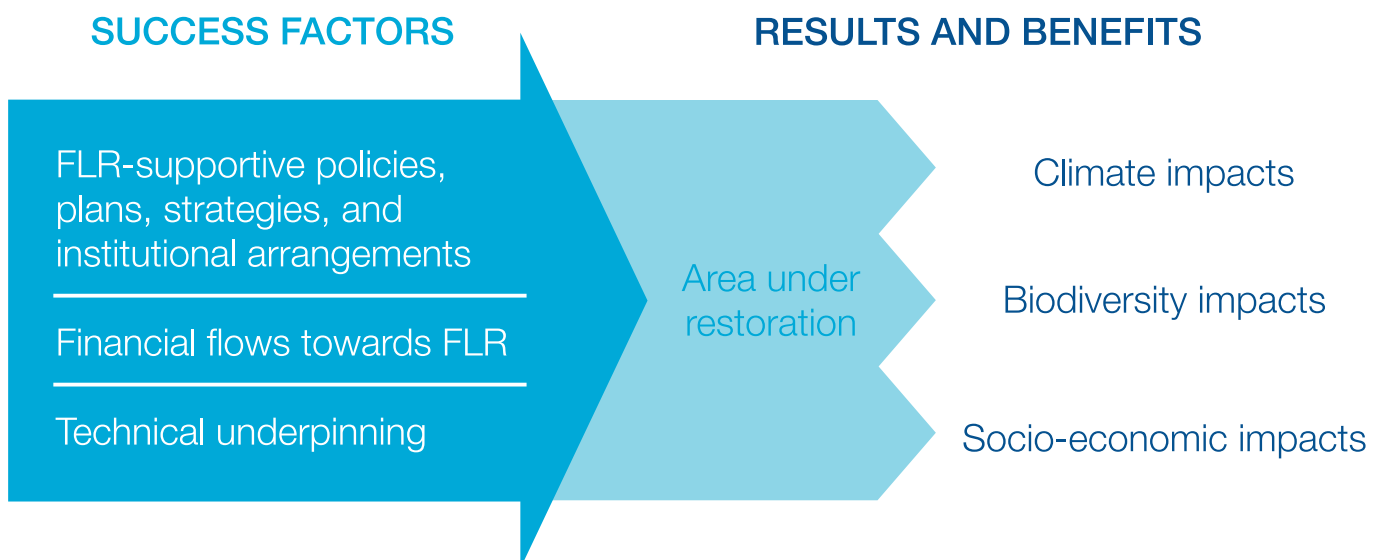 SUCCESS FACTORS
RESULTS AND BENEFITS
FLR-supportive policies,
plans, strategies, and
institutional arrangements
Financial flows towards FLR
Technical underpinning
Area under
restoration
Climate impacts
Biodiversity impacts
Socio-economic impacts